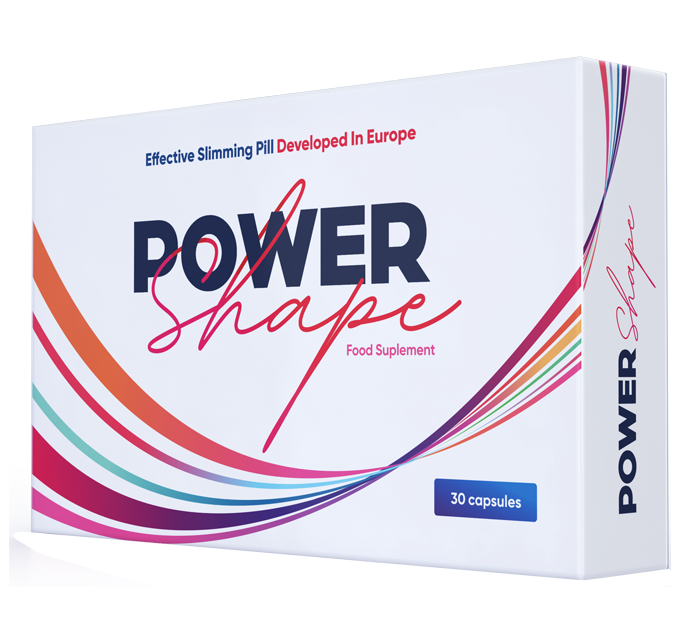 Effective Slimming Pill Developed In Europe
POWER
Shape
Food Suplement
30 capsules
POWER Shape